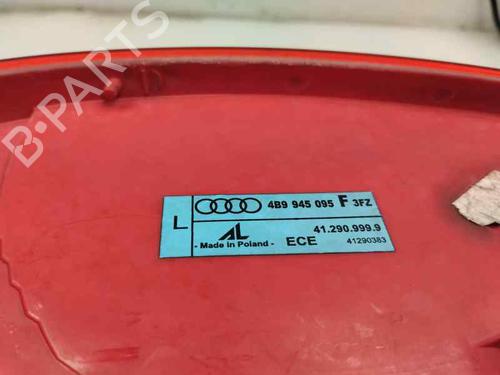 B-PARTS
L
4B9 945 095 F 3FZ
AL
- Made in Poland -
41.290.999.9
ECE 41290383